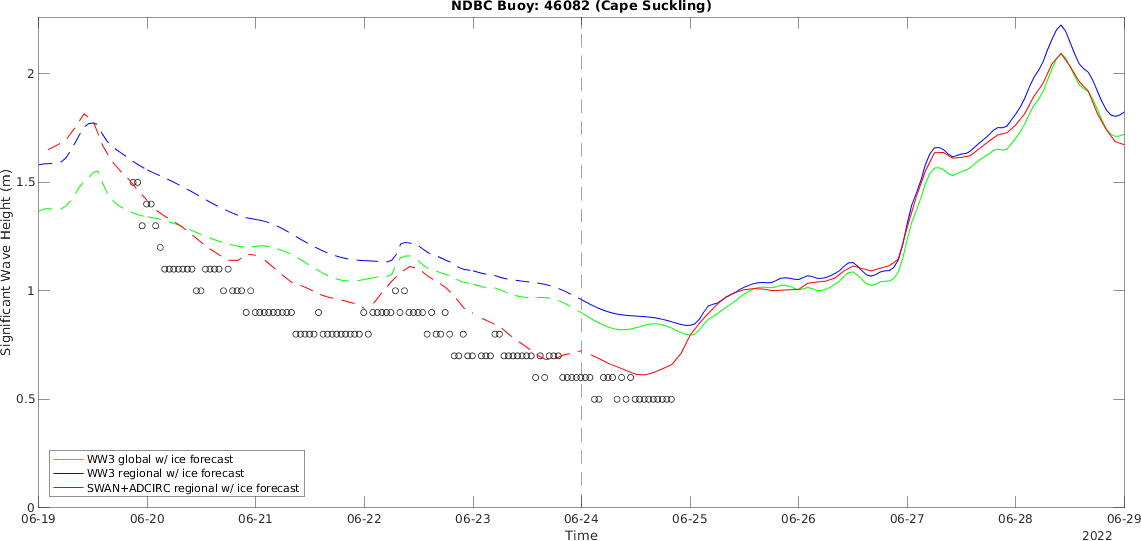 NDBC Buoy: 46082 (Cape Suckling)
Significant Wave Height (m)
2
1.5
1
0.5
0
WW3 global w/ ice forecast
WW3 regional w/ ice forecast
SWAN+ADCIRC regional w/ ice forecast
06-19 06-20 06-21 06-22 06-23 06-24 06-25 06-26 06-27 06-28 06-29
Time
2022